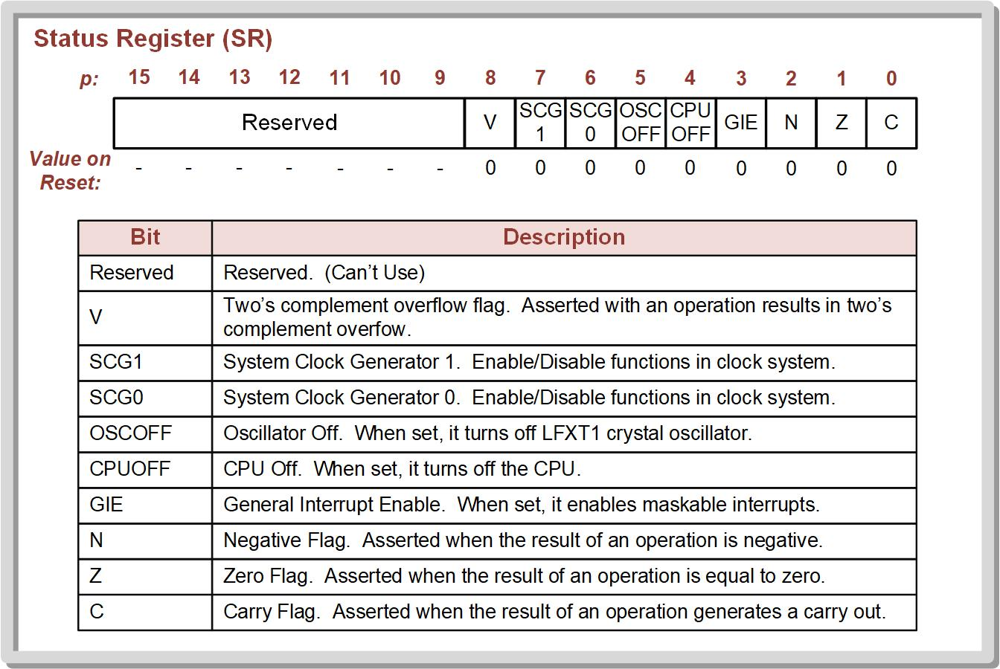 Status Register (SR)
p: 15 14 13 12 11 10 9 8 7 6 5 4 3 2 1 0
Reserved V SCG 1 SCG 0 OSC OFF CPU OFF GIE N Z C
Value on Reset: - - - - - - - 0 0 0 0 0 0 0 0 0
Bit Description
Reserved Reserved. (Can't Use)
V Two's complement overflow flag. Asserted with an operation results in two's
complement overfow.
SCG1 System Clock Generator 1. Enable/Disable functions in clock system.
SCG0 System Clock Generator 0. Enable/Disable functions in clock system.
OSCOFF Oscillator Off. When set, it turns off LFXT1 crystal oscillator.
CPUOFF CPU Off. When set, it turns off the CPU.
GIE General Interrupt Enable. When set, it enables maskable interrupts.
N Negative Flag. Asserted when the result of an operation is negative.
Z Zero Flag. Asserted when the result of an operation is equal to zero.
C Carry Flag. Asserted when the result of an operation generates a carry out.